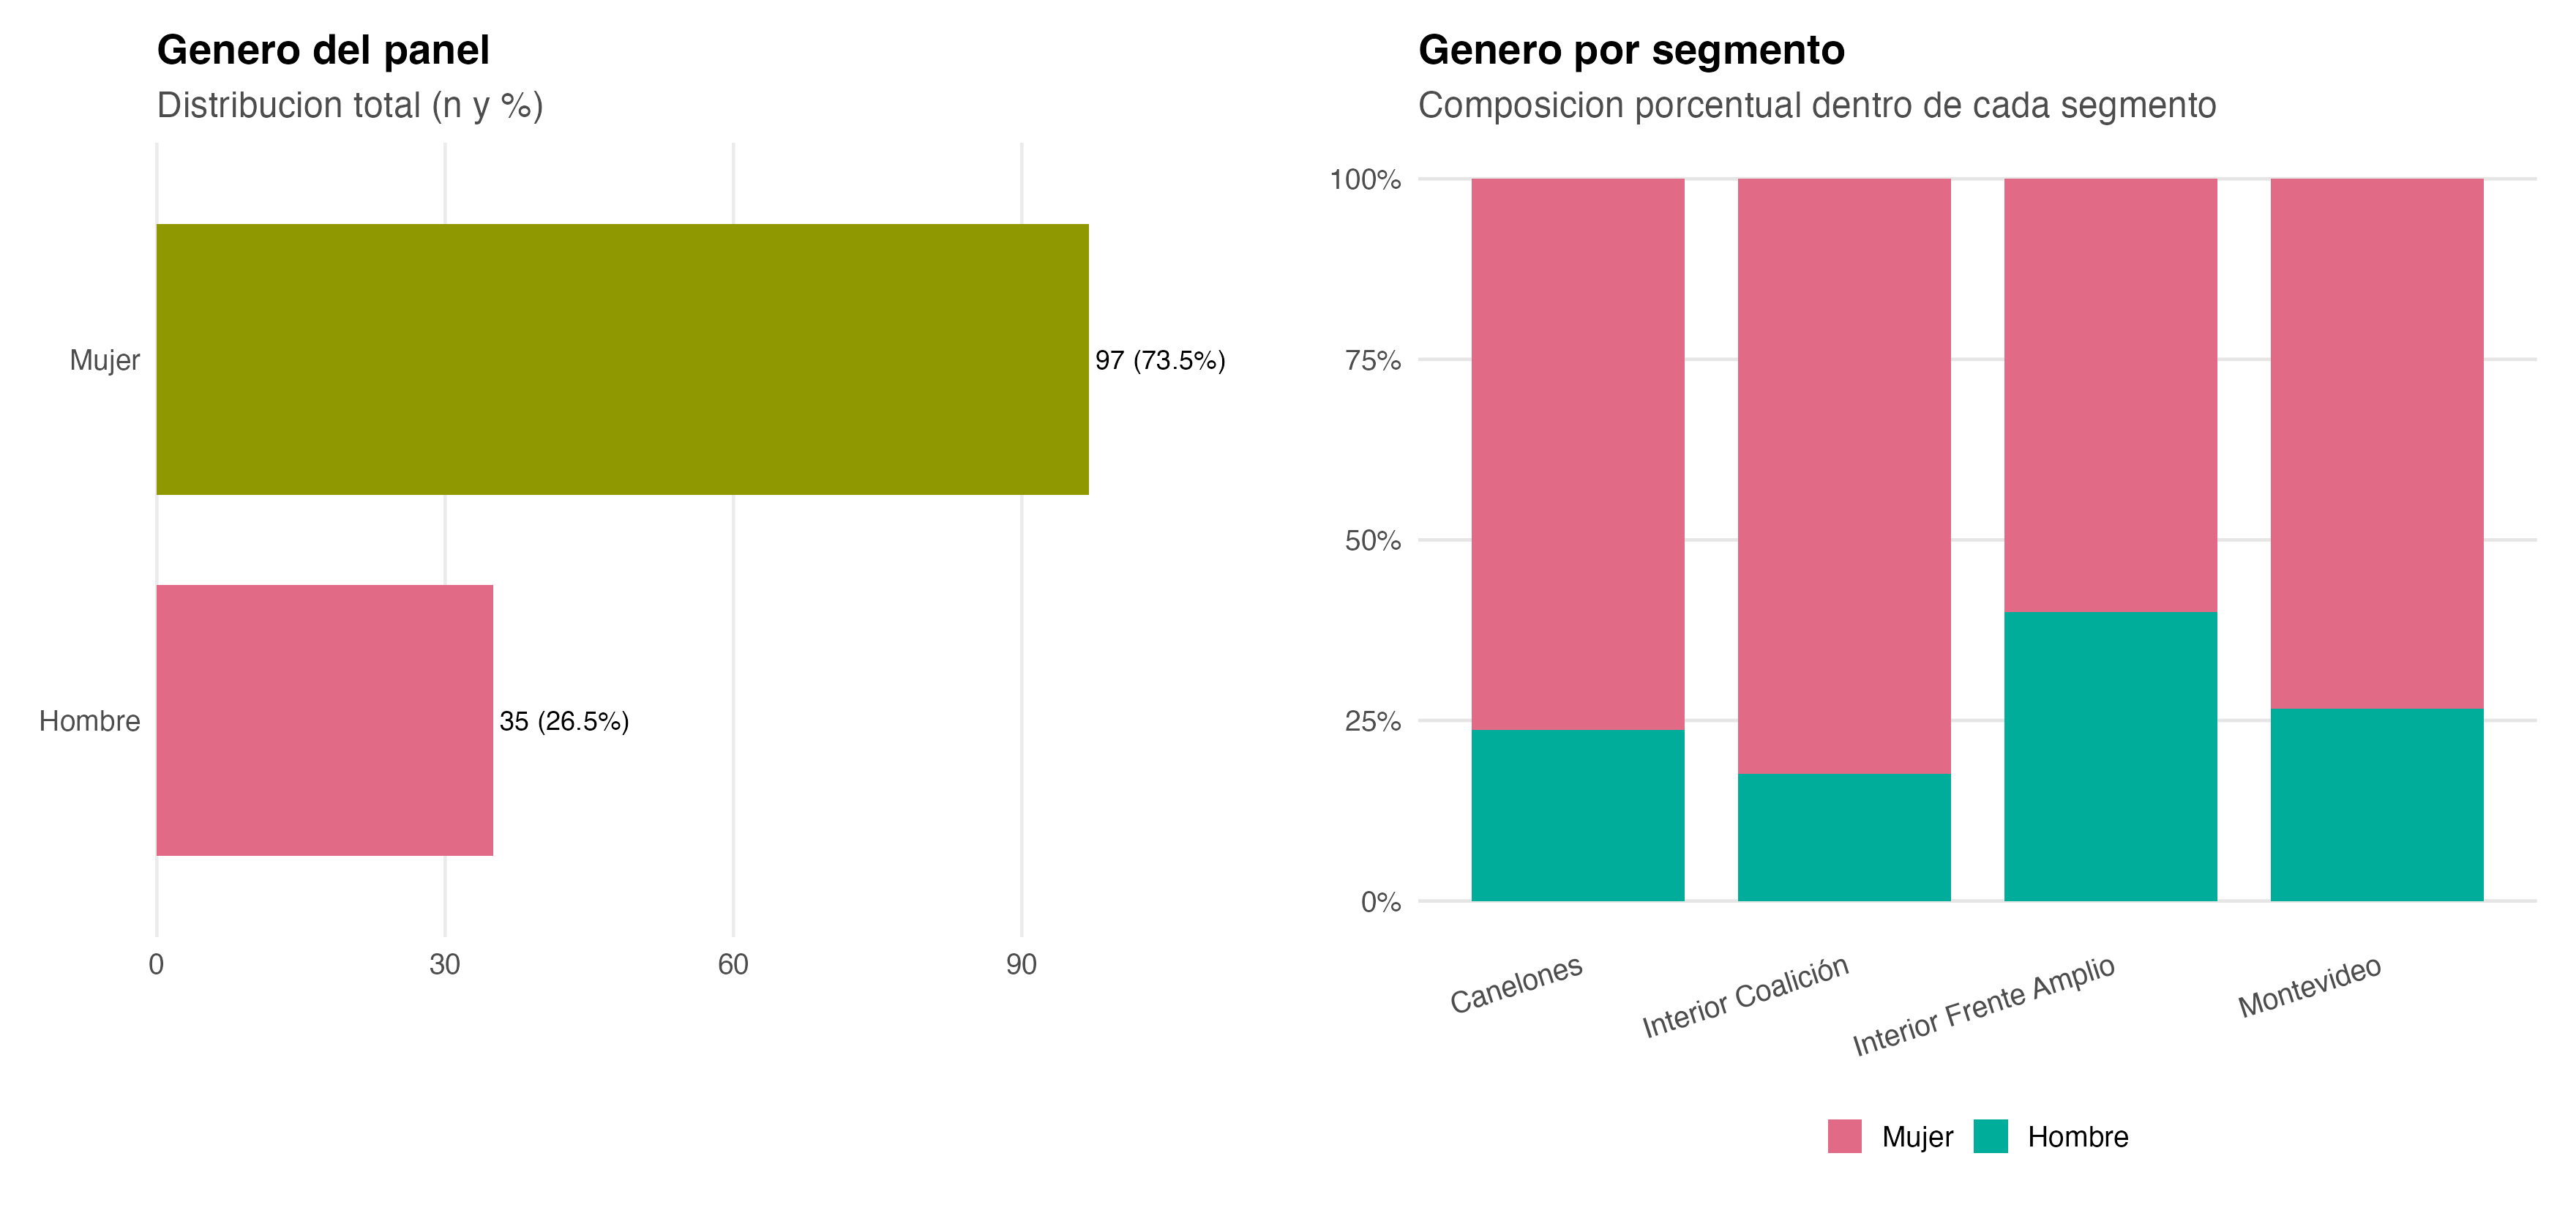 Genero del panel
Distribucion total (n y %)
Mujer
97 (73.5%)
Hombre
35 (26.5%)
0
30
60
90
Genero por segmento
Composicion porcentual dentro de cada segmento
100%
75%
50%
25%
0%
Canelones
Interior Coalición
Interior Frente Amplio
Montevideo
Mujer
Hombre